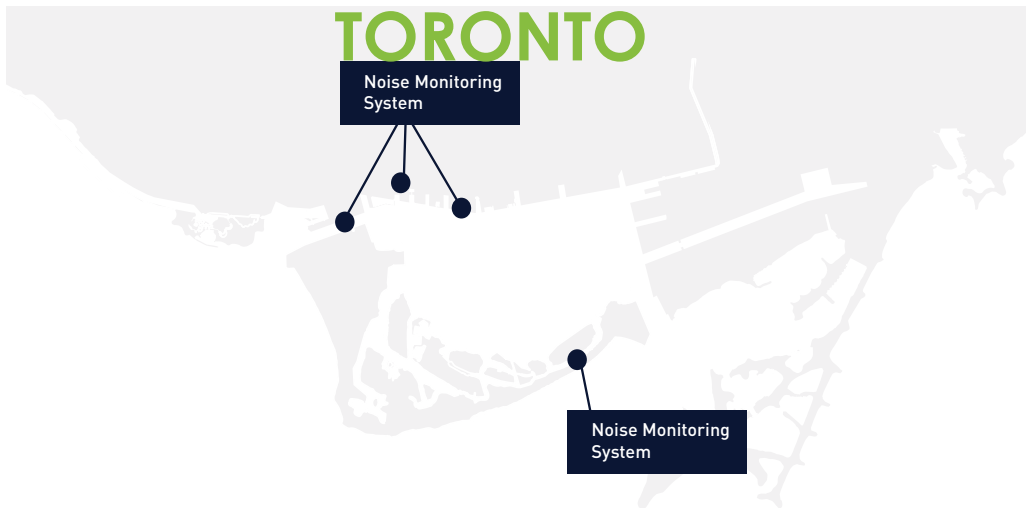 TORONTO
Noise Monitoring
System
Noise Monitoring
System